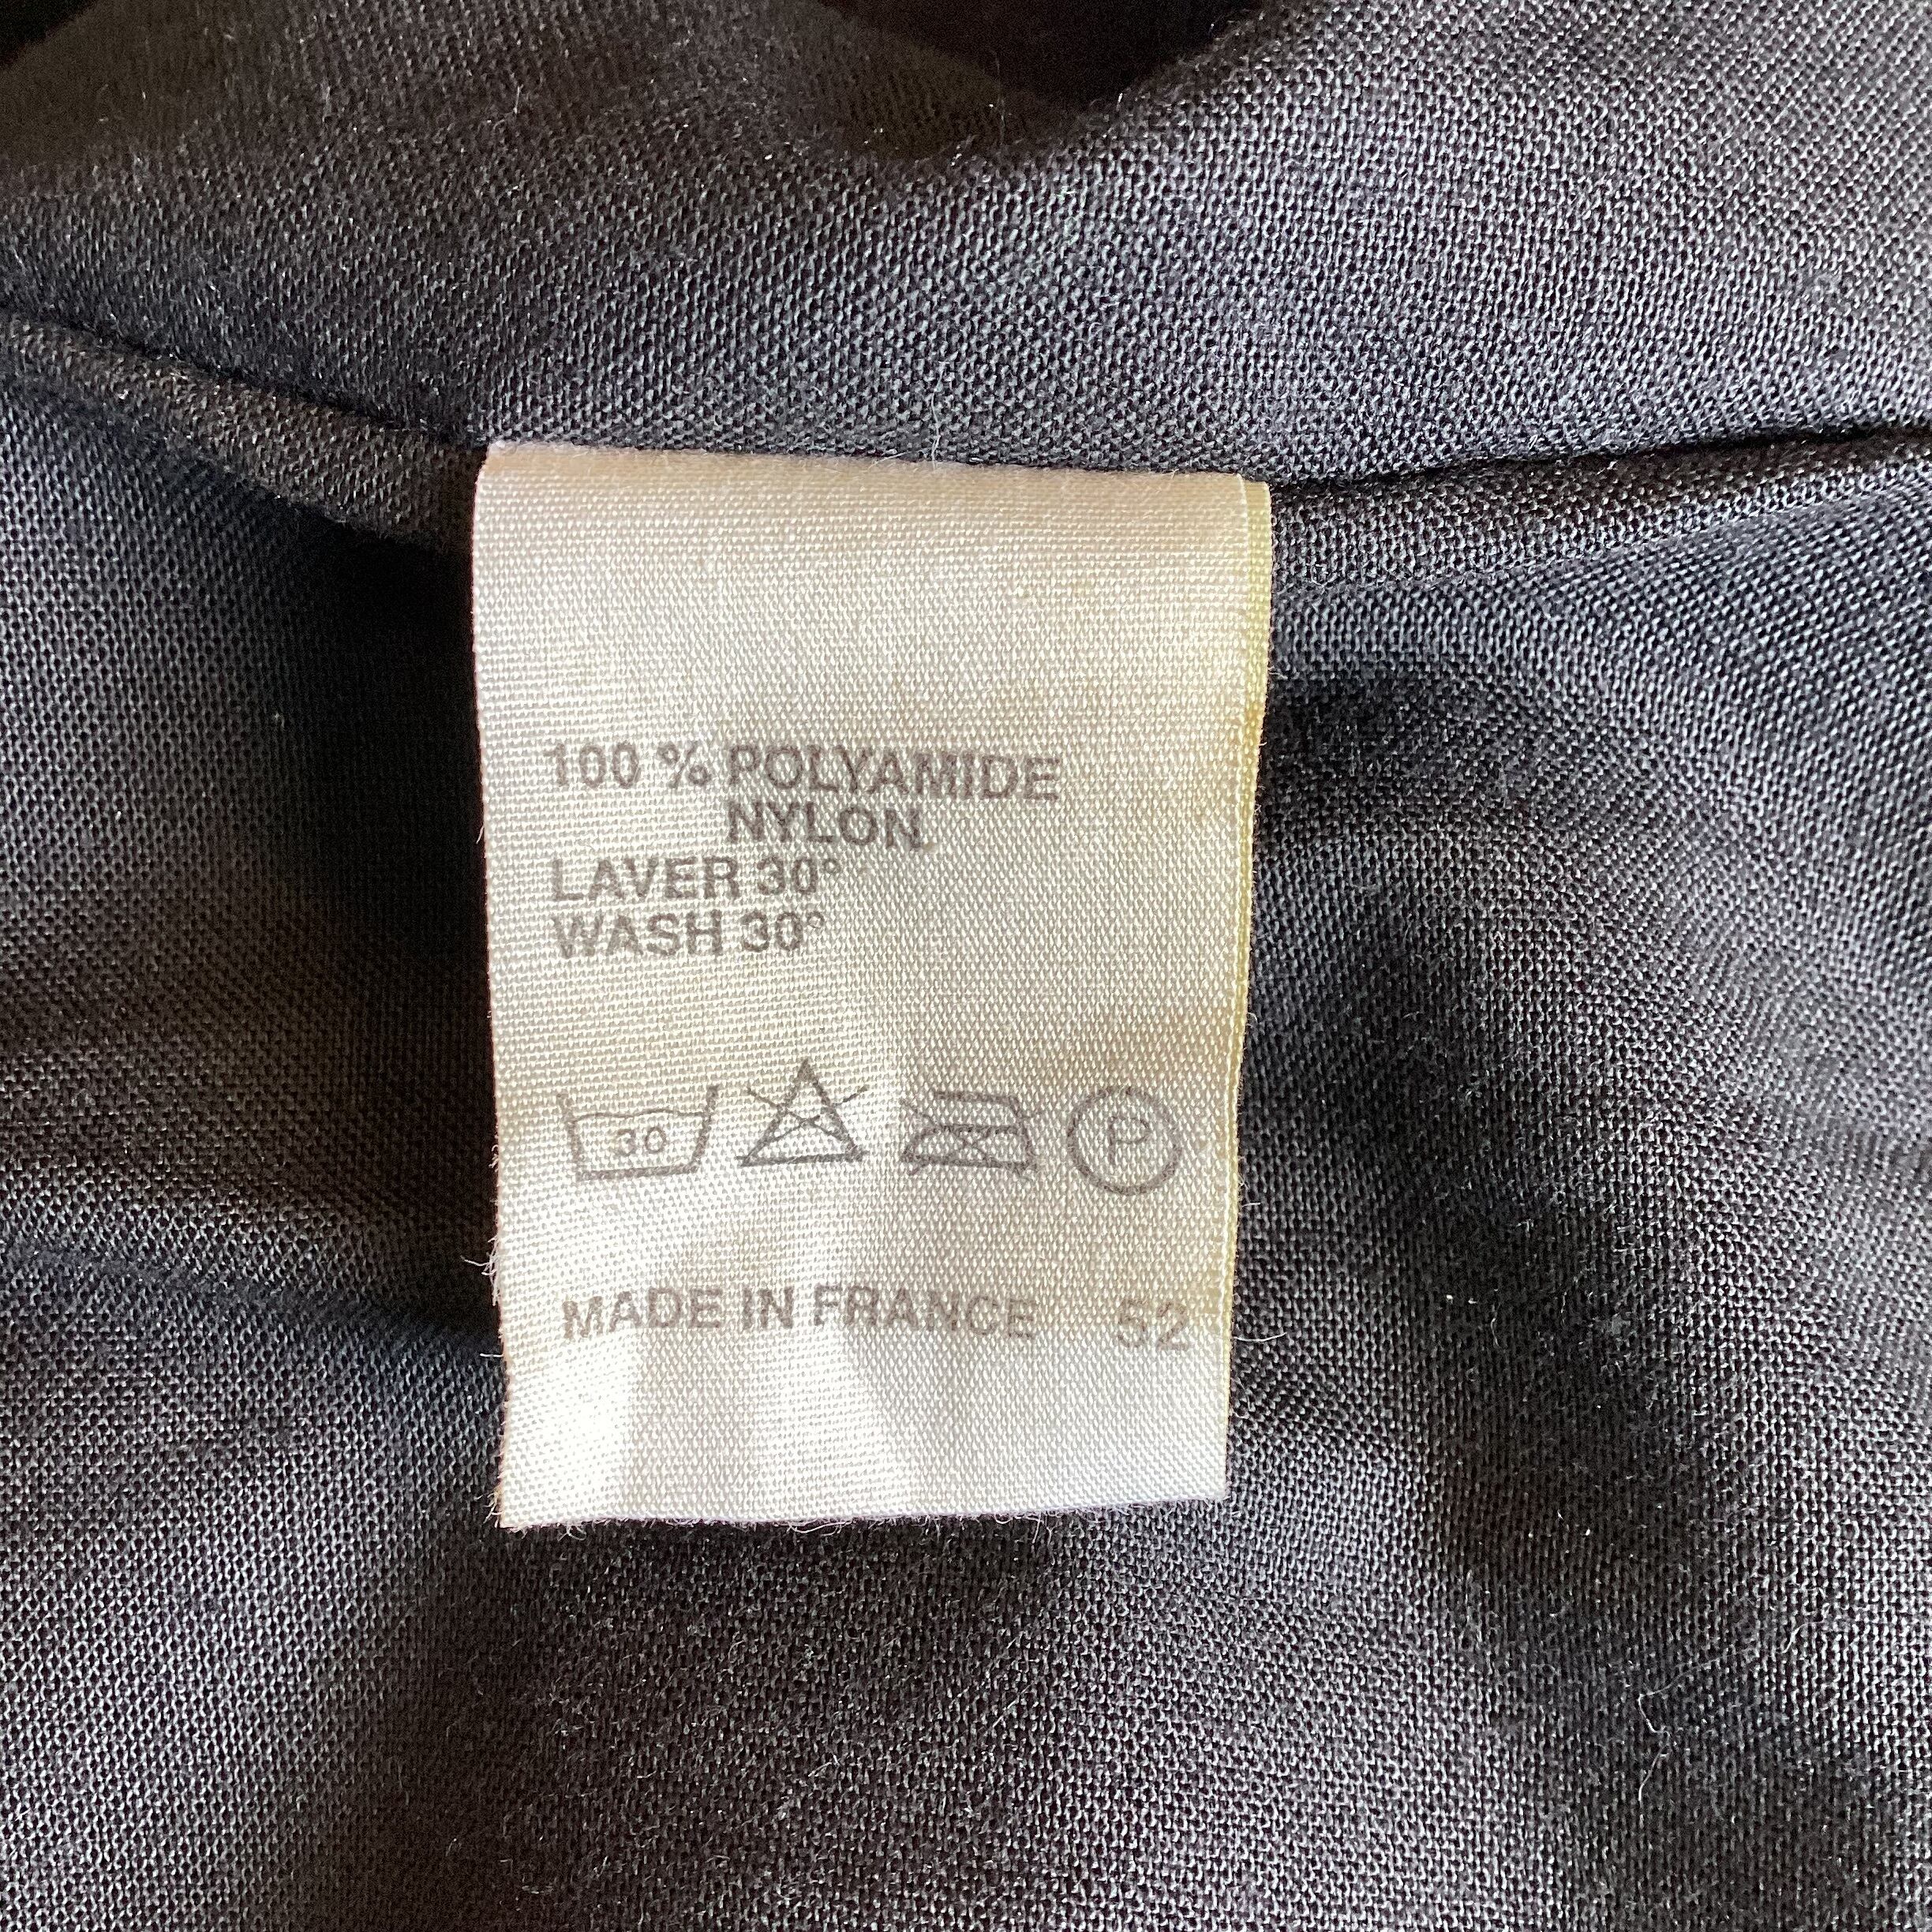 100 % POLYAMIDE
NYLON
LAVER 30°
WASH 30°
30 P
MADE IN FRANCE 52